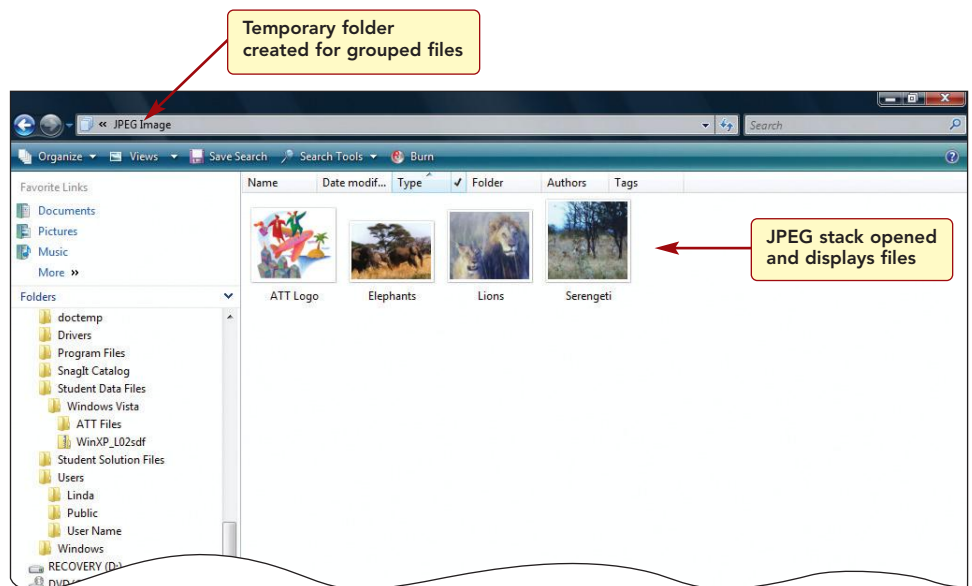 Temporary folder
created for grouped files
« JPEG Image
Search
Organize Views Save Search Search Tools Burn
Favorite Links
Documents
Pictures
Music
More »
Name Date modif... Type Folder Authors Tags
ATT Logo Elephants Lions Serengeti
JPEG stack opened
and displays files
Folders
doctemp
Drivers
Program Files
SnagIt Catalog
Student Data Files
Windows Vista
ATT Files
WinXP_L02sdf
Student Solution Files
Users
Linda
Public
User Name
Windows
RECOVERY (D:)